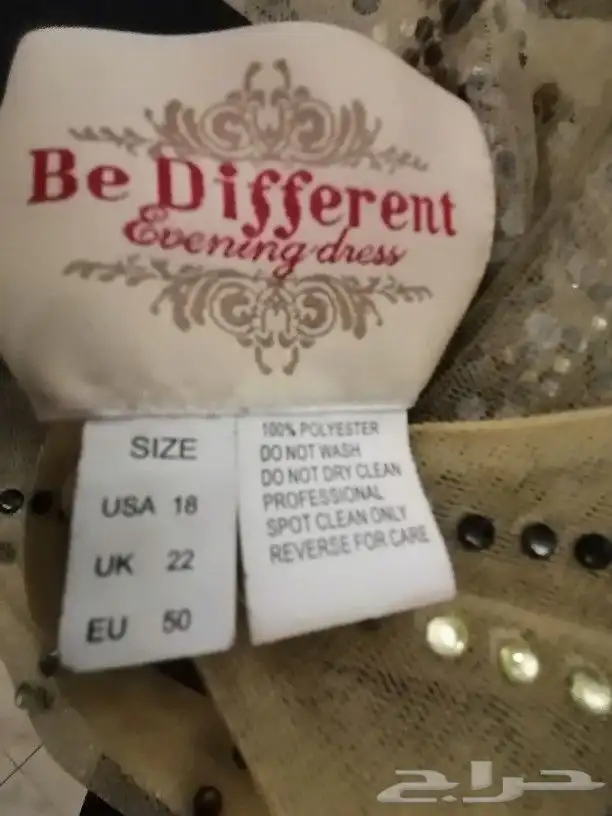 Be Different
Evening dress
SIZE
USA 18
UK 22
EU 50
100% POLYESTER
DO NOT WASH
DO NOT DRY CLEAN
PROFESSIONAL
SPOT CLEAN ONLY
REVERSE FOR CARE
حراج